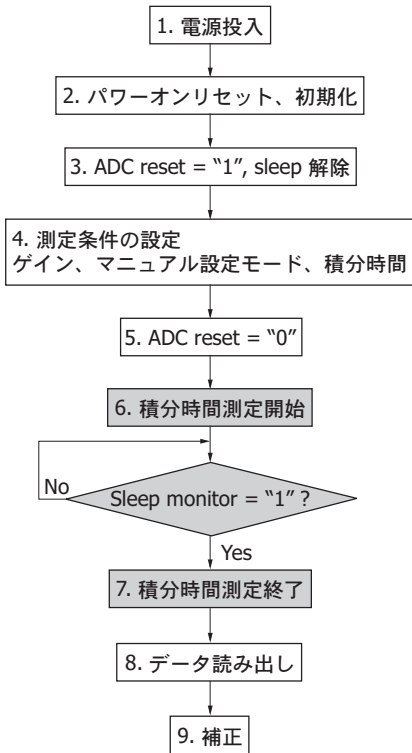 1. 電源投入
2. パワーオンリセット、初期化
3. ADC reset = “1”, sleep 解除
4. 測定条件の設定
ゲイン、マニュアル設定モード、積分時間
5. ADC reset = “0”
6. 積分時間測定開始
No
Sleep monitor = “1” ?
Yes
7. 積分時間測定終了
8. データ読み出し
9. 補正